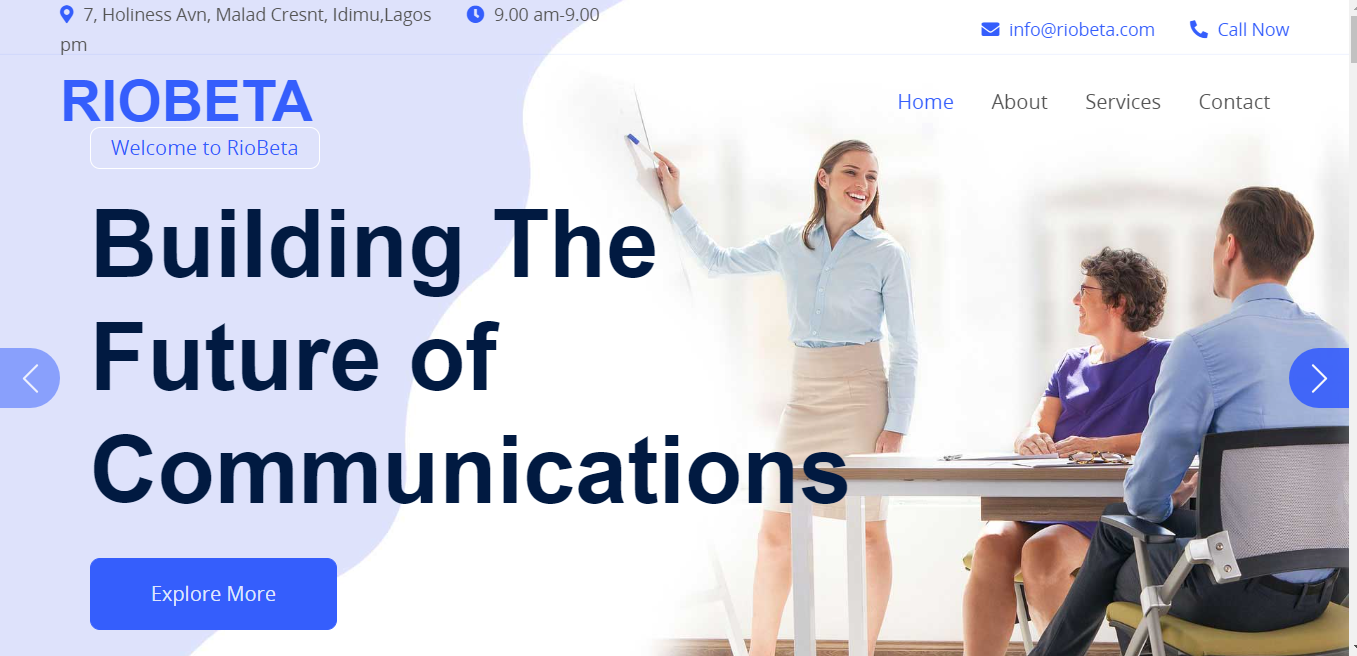 7, Holiness Avn, Malad Cresnt, Idimu,Lagos 9.00 am-9.00
pm
info@riobeta.com Call Now
RIOBETA
Home About Services Contact
Welcome to RioBeta
Building The
Future of
Communications
Explore More